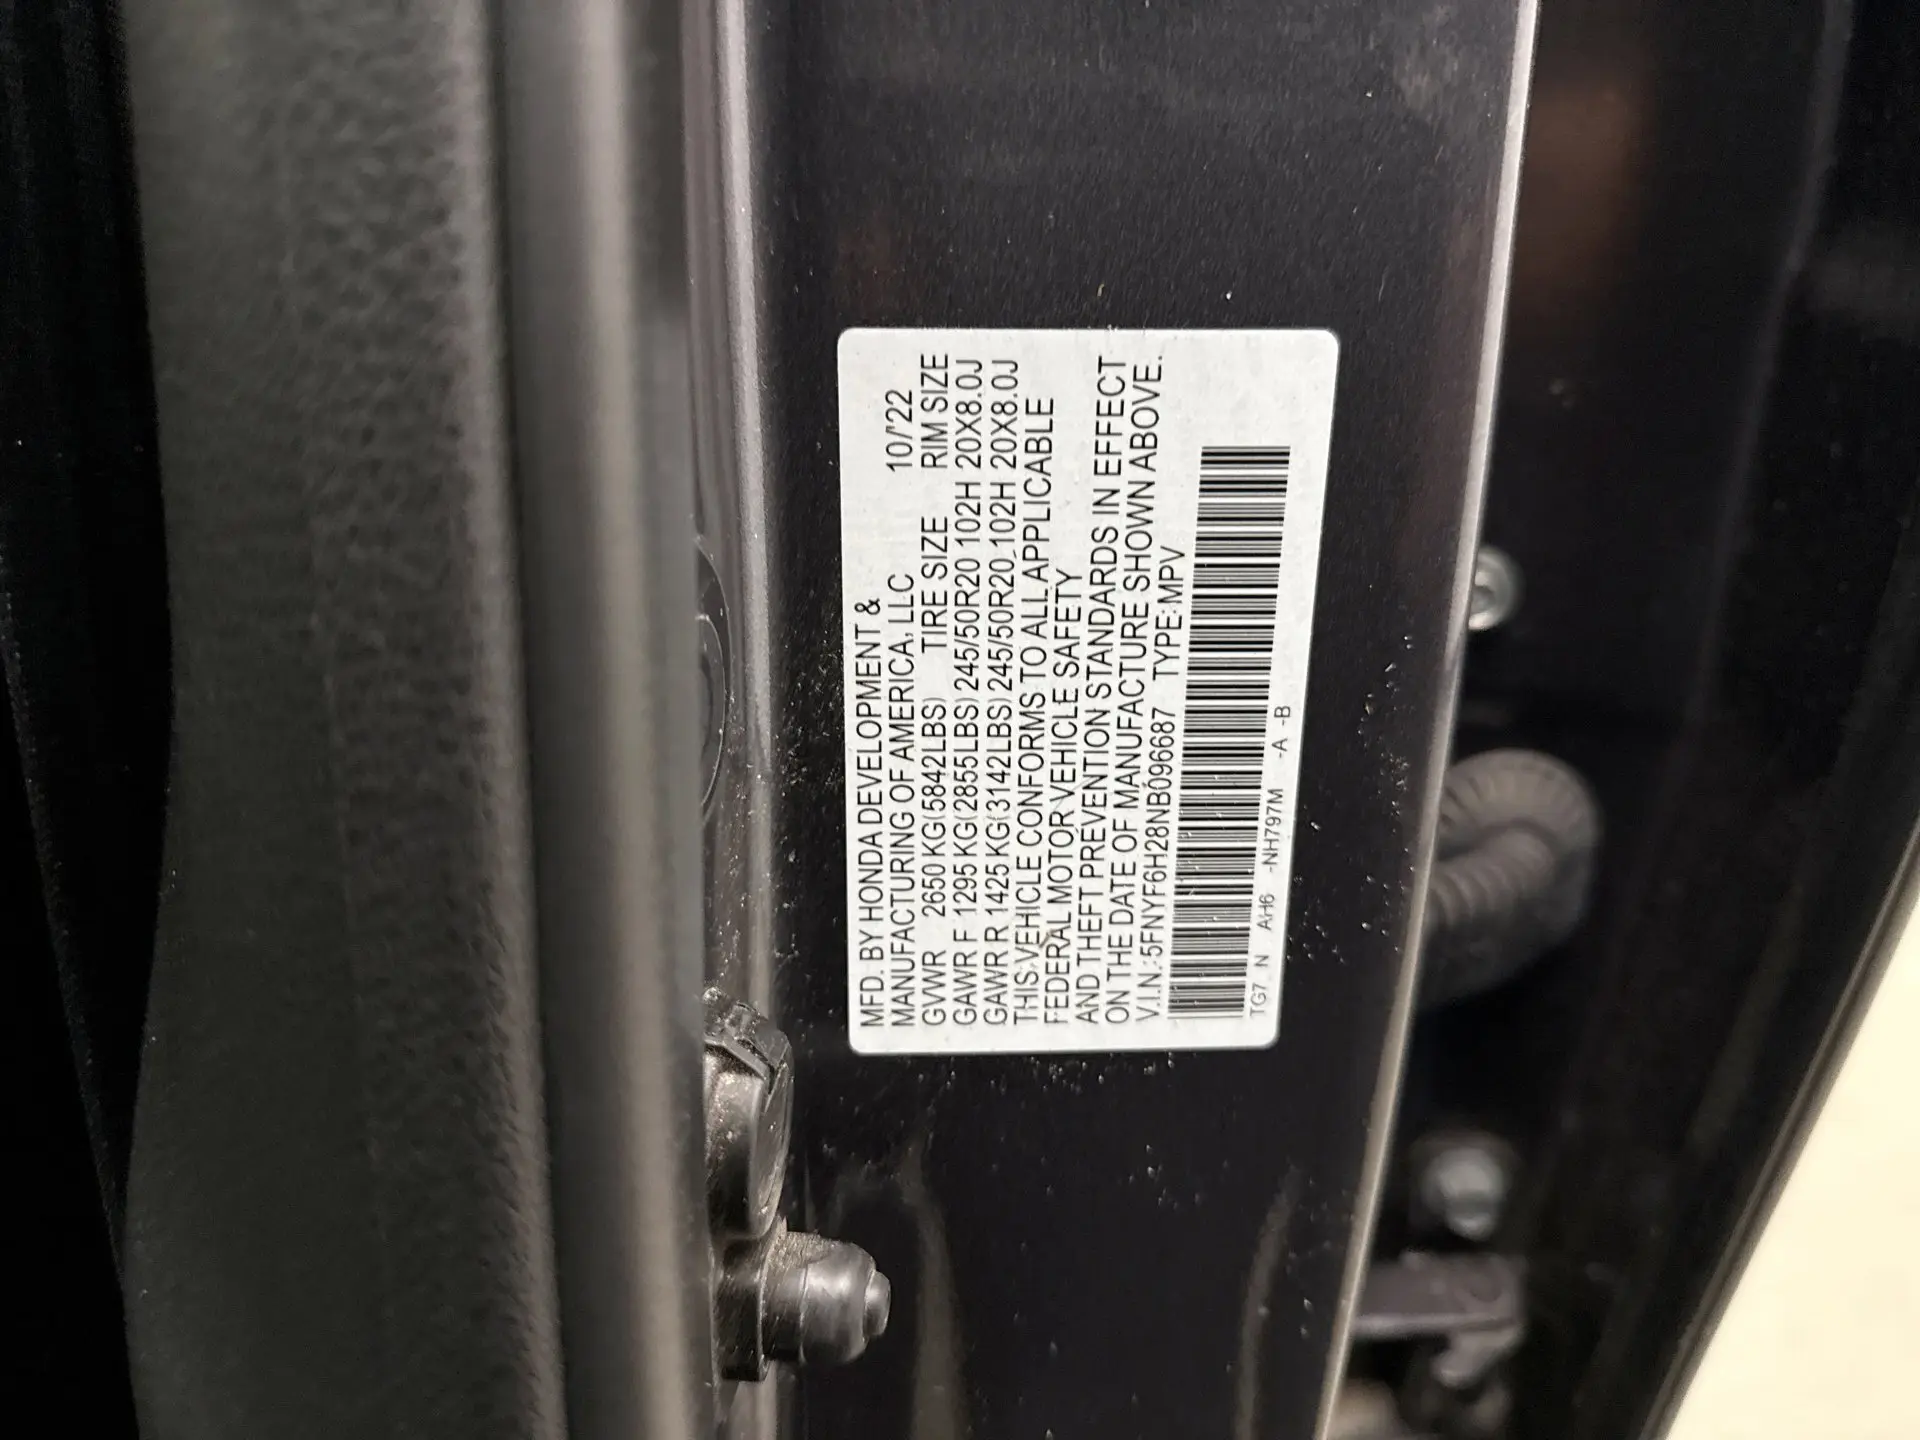 MFD. BY HONDA DEVELOPMENT &
MANUFACTURING OF AMERICA, LLC 10/'22
GVWR 2650 KG(5842LBS) TIRE SIZE RIM SIZE
GAWR F 1295 KG(2855LBS) 245/50R20 102H 20X8.0J
GAWR R 1425 KG(3142LBS) 245/50R20 102H 20X8.0J
THIS VEHICLE CONFORMS TO ALL APPLICABLE
FEDERAL MOTOR VEHICLE SAFETY
AND THEFT PREVENTION STANDARDS IN EFFECT
ON THE DATE OF MANUFACTURE SHOWN ABOVE.
V.I.N.:5FNYF6H28NB096687 TYPE:MPV
TG7 N AH6 -NH797M -A -B